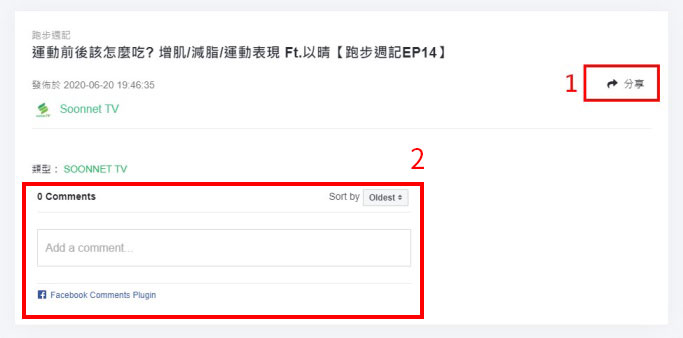 跑步週記
運動前後該怎麼吃? 增肌/減脂/運動表現 Ft.以晴【跑步週記EP14】
發佈於 2020-06-20 19:46:35
1
分享
Soonnet TV
2
類型： SOONNET TV
0 Comments
Sort by Oldest
Add a comment...
Facebook Comments Plugin